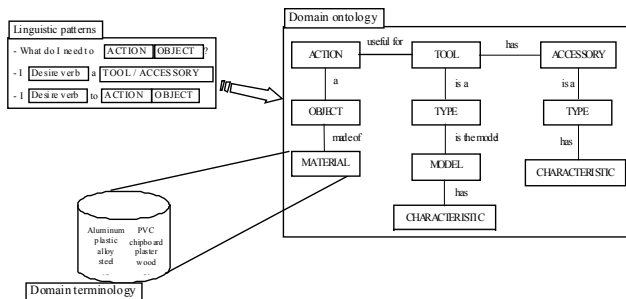 Domain ontology
Linguistic patterns
- What do I need to ACTION OBJECT ?
- I Desire verb a TOOL / ACCESSORY
- I Desire verb to ACTION OBJECT
ACTION useful for TOOL has ACCESSORY
a is a is a
OBJECT TYPE TYPE
made of is the model has
MATERIAL MODEL CHARACTERISTIC
has
CHARACTERISTIC
Aluminum PVC
plastic chipboard
alloy plaster
steel wood
Domain terminology